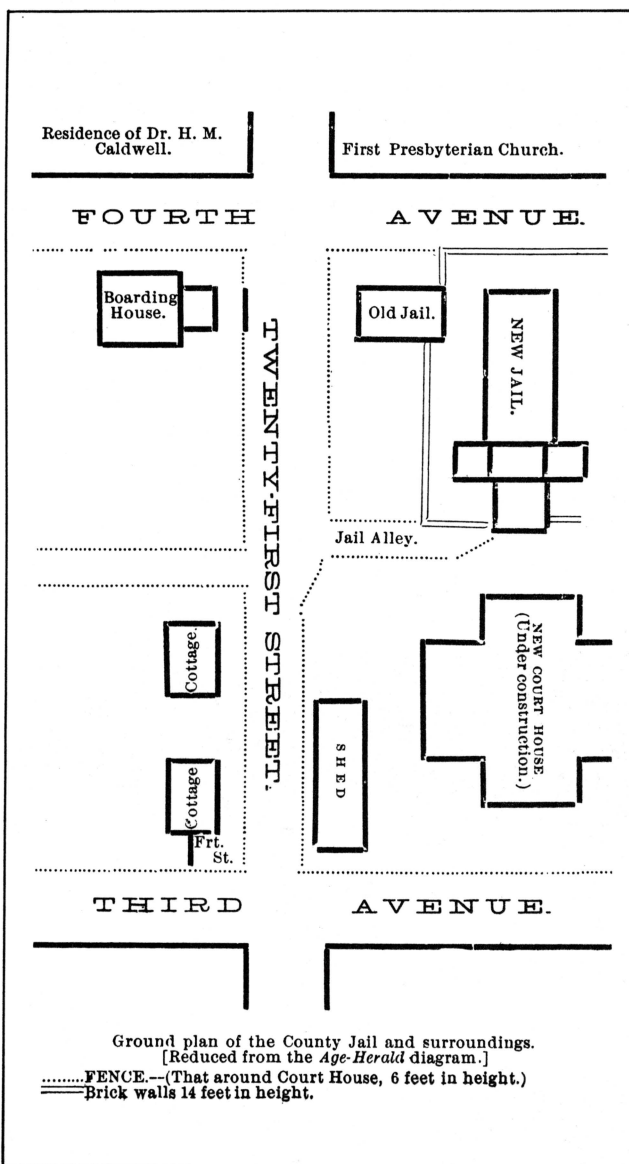 Residence of Dr. H. M.
Caldwell.
First Presbyterian Church.
FOURTH AVENUE.
Boarding
House.
Old Jail.
NEW JAIL.
TWENTY-FIRST STREET.
Jail Alley.
Cottage.
NEW COURT HOUSE
(Under construction.)
SHED
Cottage
Frt.
St.
THIRD AVENUE.
Ground plan of the County Jail and surroundings.
[Reduced from the Age-Herald diagram.]
FENCE.--(That around Court House, 6 feet in height.)
Brick walls 14 feet in height.